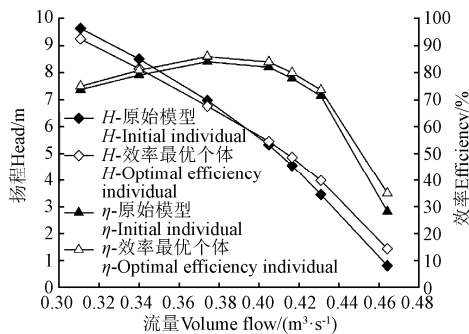 10
9
8
7
6
5
4
3
2
1
0
扬程Head/m
100
90
80
70
60
50
40
30
20
10
0
效率Efficiency/%
H-原始模型
H-Initial individual
H-效率最优个体
H-Optimal efficiency
individual
η-原始模型
η-Initial individual
η-效率最优个体
η-Optimal efficiency individual
0.30 0.32 0.34 0.36 0.38 0.40 0.42 0.44 0.46 0.48
流量Volume flow/(m³·s⁻¹)